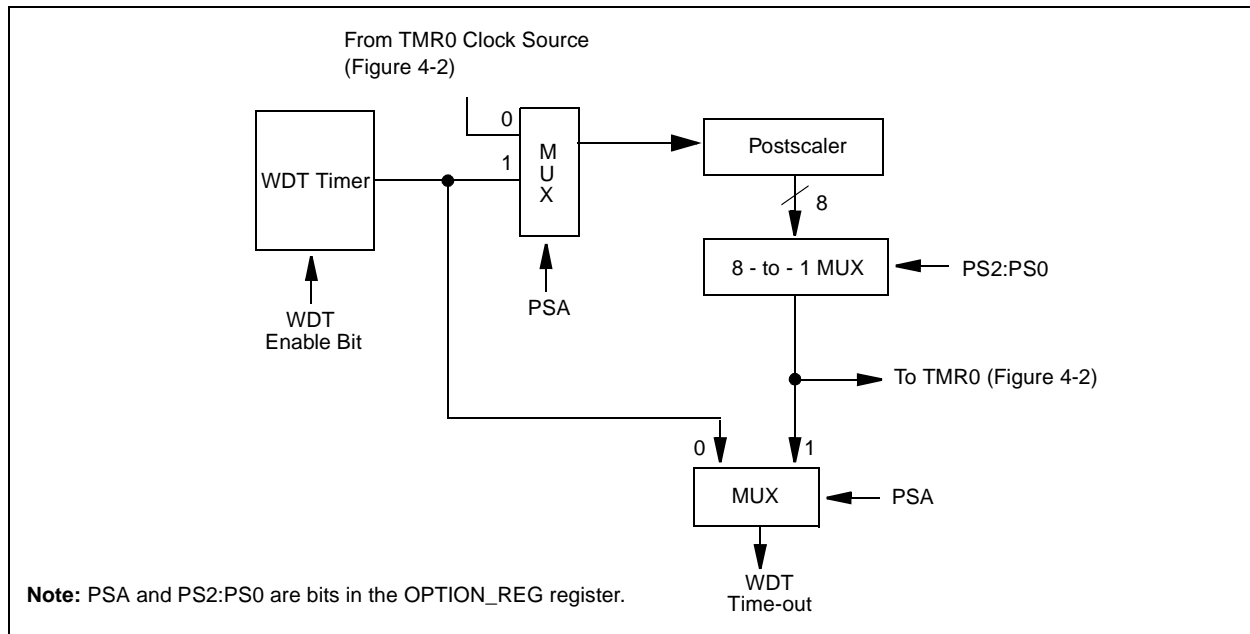 From TMR0 Clock Source
(Figure 4-2)
0
1
M
U
X
WDT Timer
Postscaler
8
8 - to - 1 MUX
PS2:PS0
PSA
WDT
Enable Bit
To TMR0 (Figure 4-2)
0
1
MUX
PSA
WDT
Time-out
Note: PSA and PS2:PS0 are bits in the OPTION_REG register.